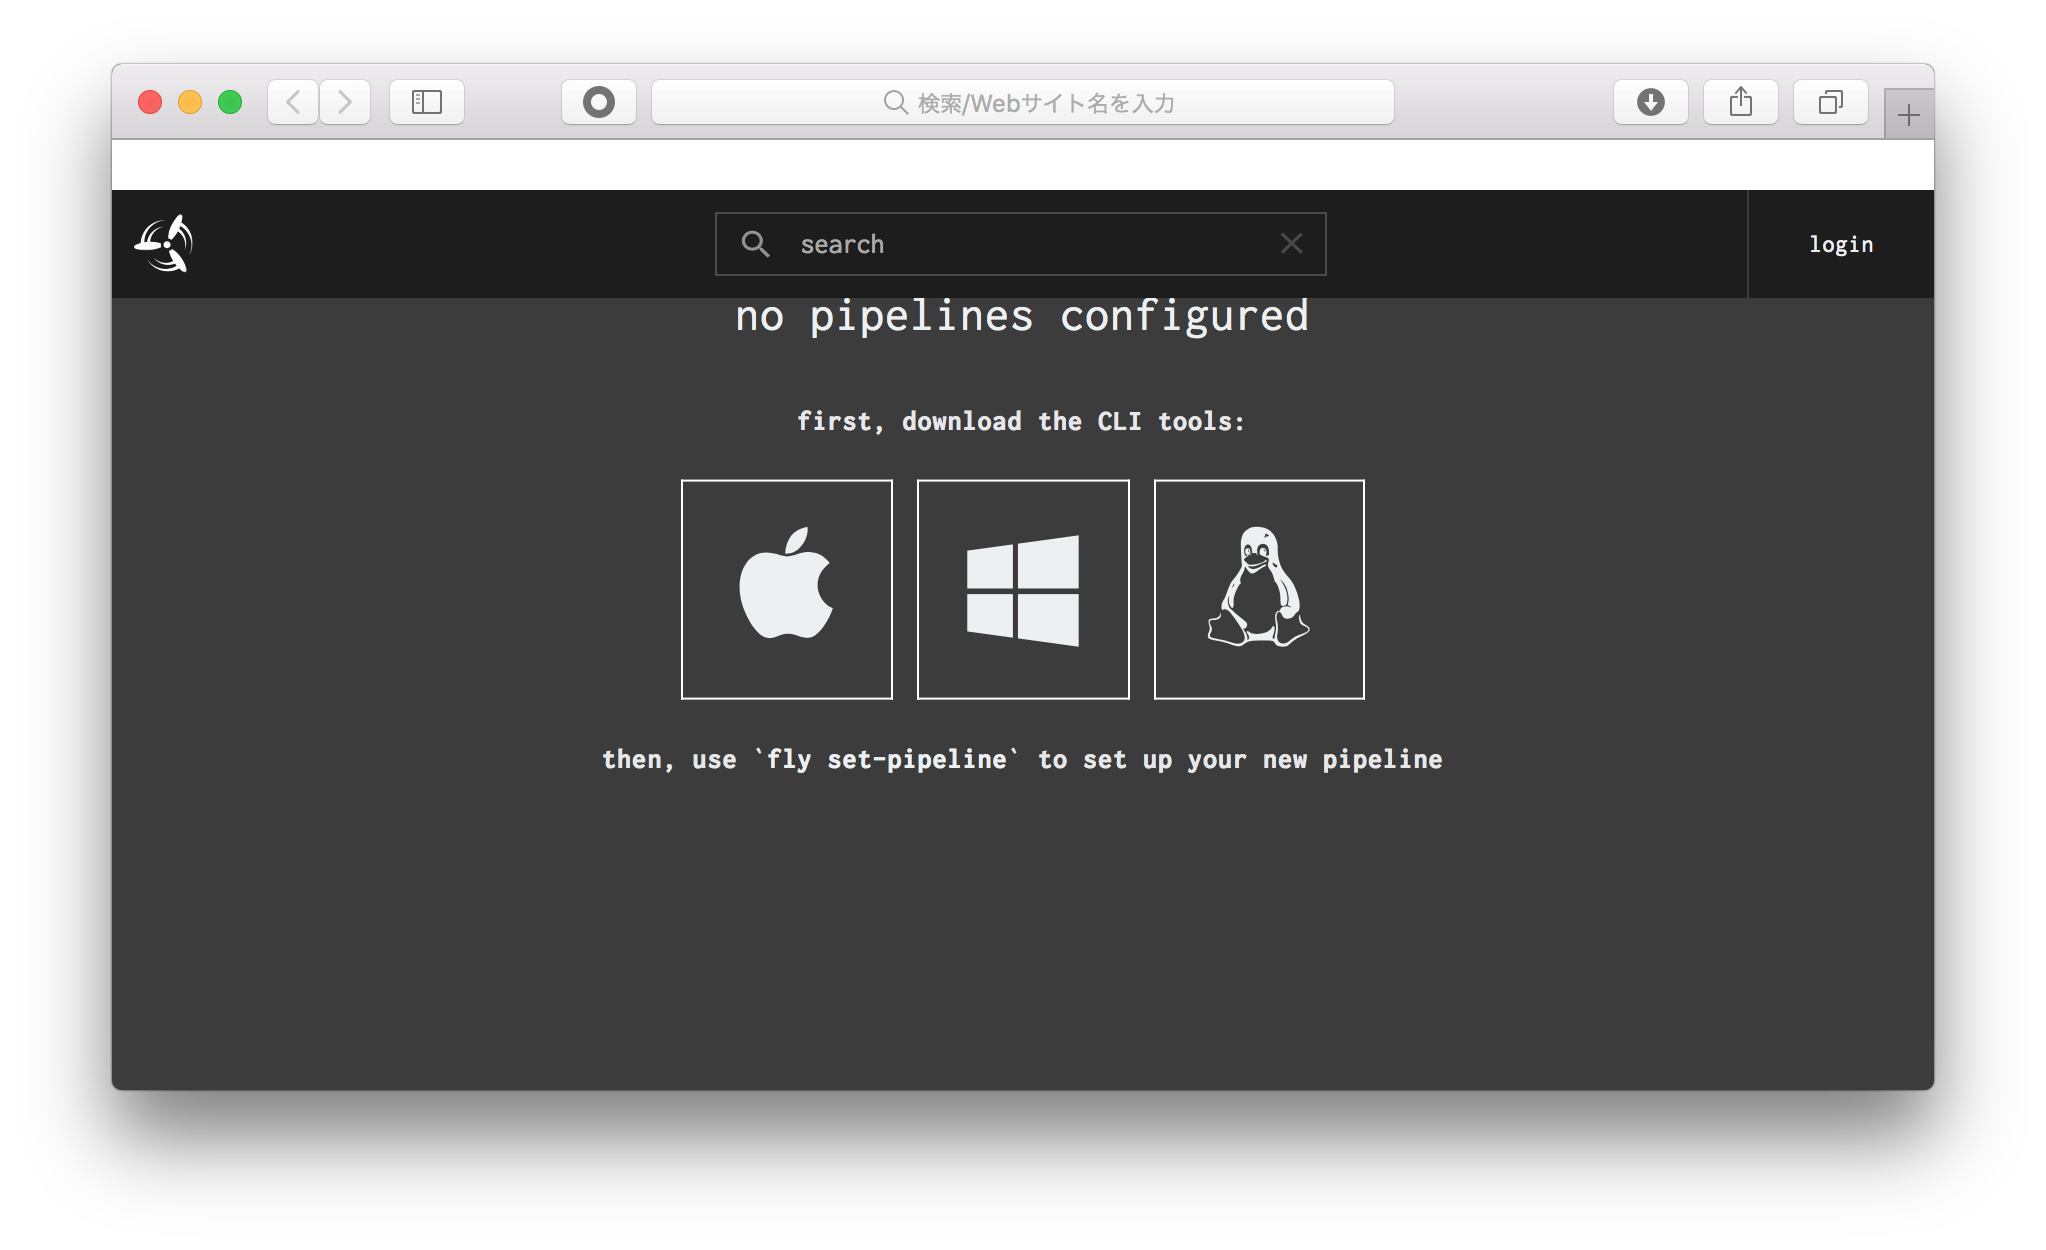 検索/Webサイト名を入力
search
login
no pipelines configured
first, download the CLI tools:
then, use `fly set-pipeline` to set up your new pipeline